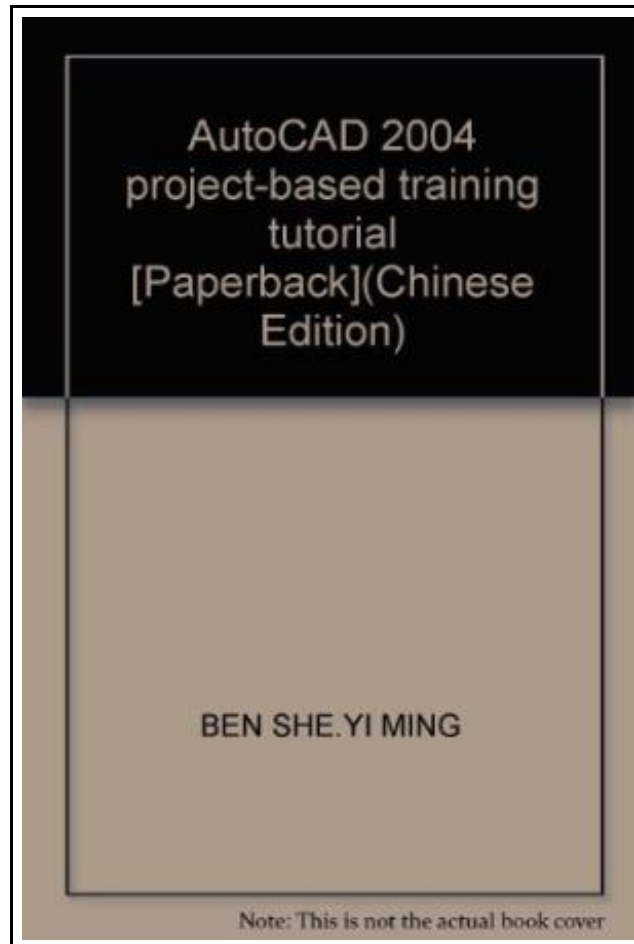 AutoCAD 2004
project-based training
tutorial
[Paperback](Chinese
Edition)
BEN SHE.YI MING
Note: This is not the actual book cover